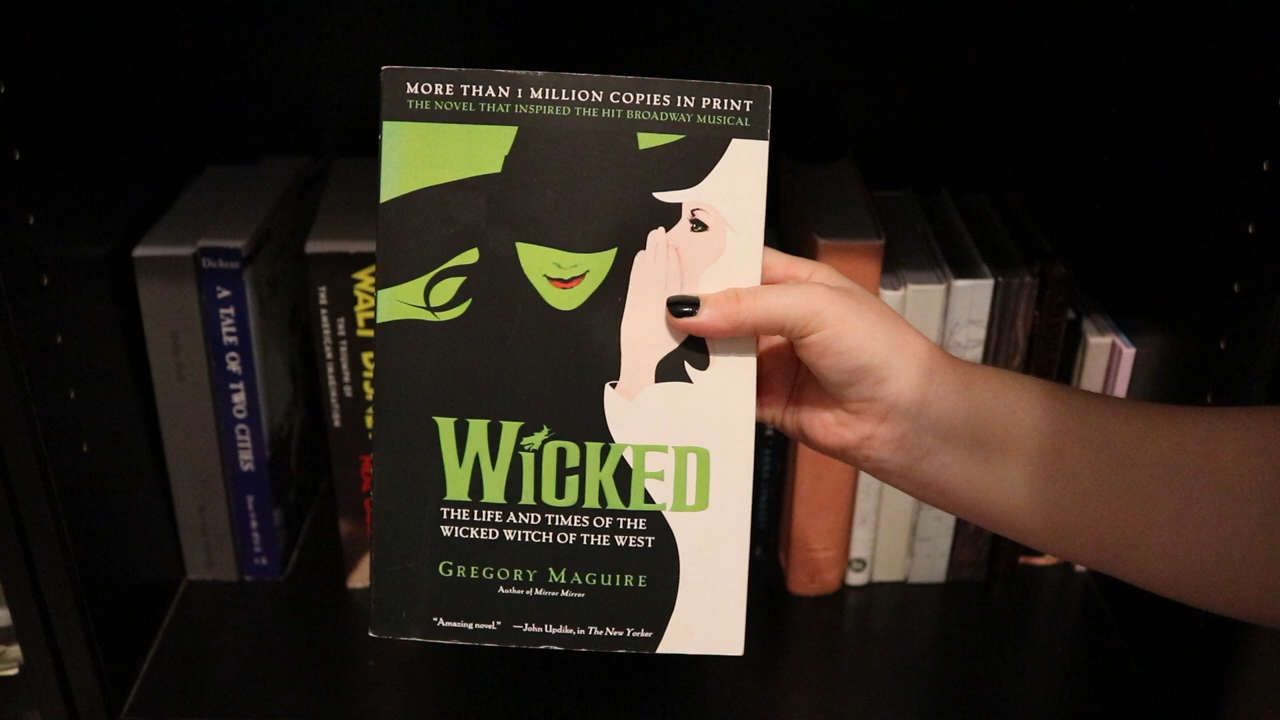 MORE THAN 1 MILLION COPIES IN PRINT
THE NOVEL THAT INSPIRED THE HIT BROADWAY MUSICAL
WICKED
THE LIFE AND TIMES OF THE
WICKED WITCH OF THE WEST
GREGORY MAGUIRE
Author of Mirror Mirror
"Amazing novel." —John Updike, in The New Yorker
Dickens
A TALE OF TWO CITIES
THE TRIUMPH OF
THE AMERICAN IMAGINATION
WALT